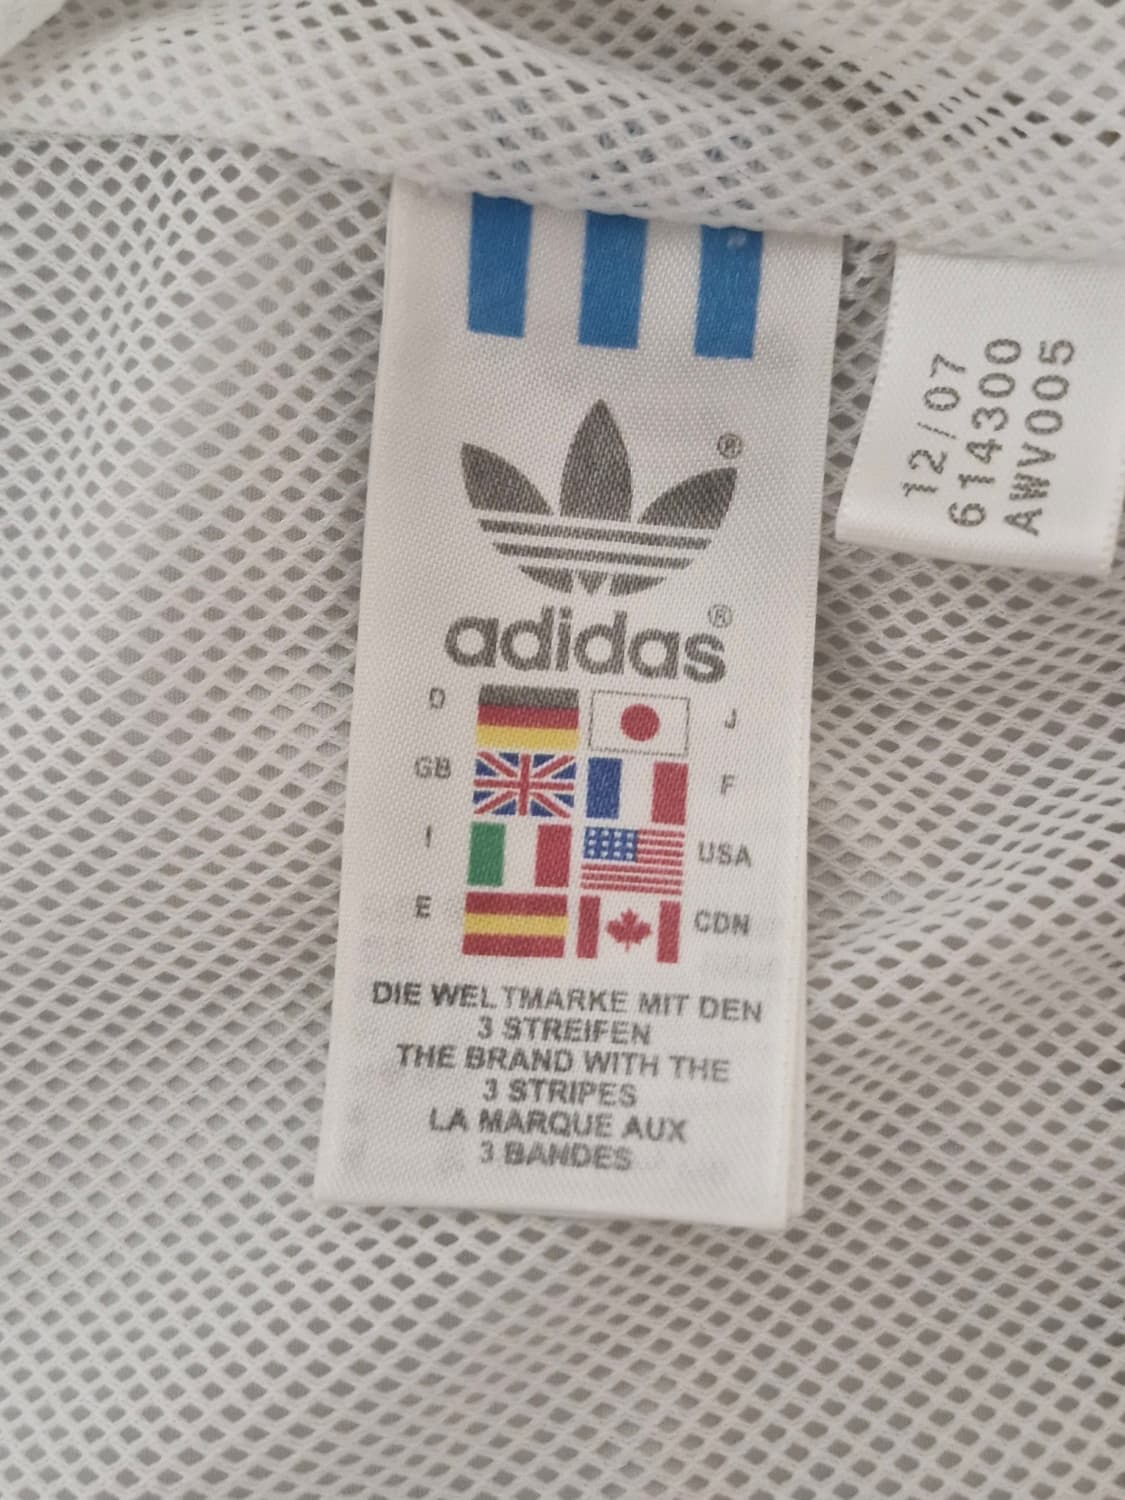 ®
adidas®
D J
GB F
I USA
E CDN
DIE WELTMARKE MIT DEN
3 STREIFEN
THE BRAND WITH THE
3 STRIPES
LA MARQUE AUX
3 BANDES
12/07
614300
AWV005